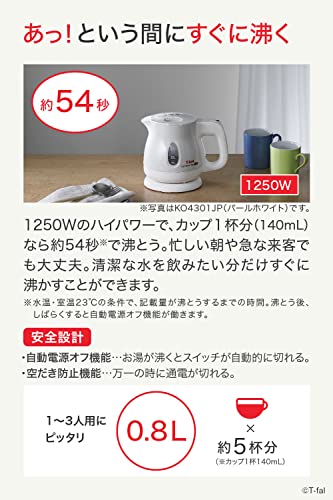 あっ！という間にすぐに沸く
約54秒
1250W
※写真はKO4301JP（パールホワイト）です。
1250Wのハイパワーで、カップ1杯分（140mL）
なら約54秒※で沸とう。忙しい朝や急な来客で
も大丈夫。清潔な水を飲みたい分だけすぐに
沸かすことができます。
※水温・室温23℃の条件で、記載量が沸とうするまでの時間。沸とう後、
しばらくすると自動電源オフ機能が働きます。
安全設計
・自動電源オフ機能…お湯が沸くとスイッチが自動的に切れる。
・空だき防止機能…万一の時に通電が切れる。
1〜3人用に
ピッタリ
0.8L
×
約5杯分
（※カップ1杯140mL）
©T-fal